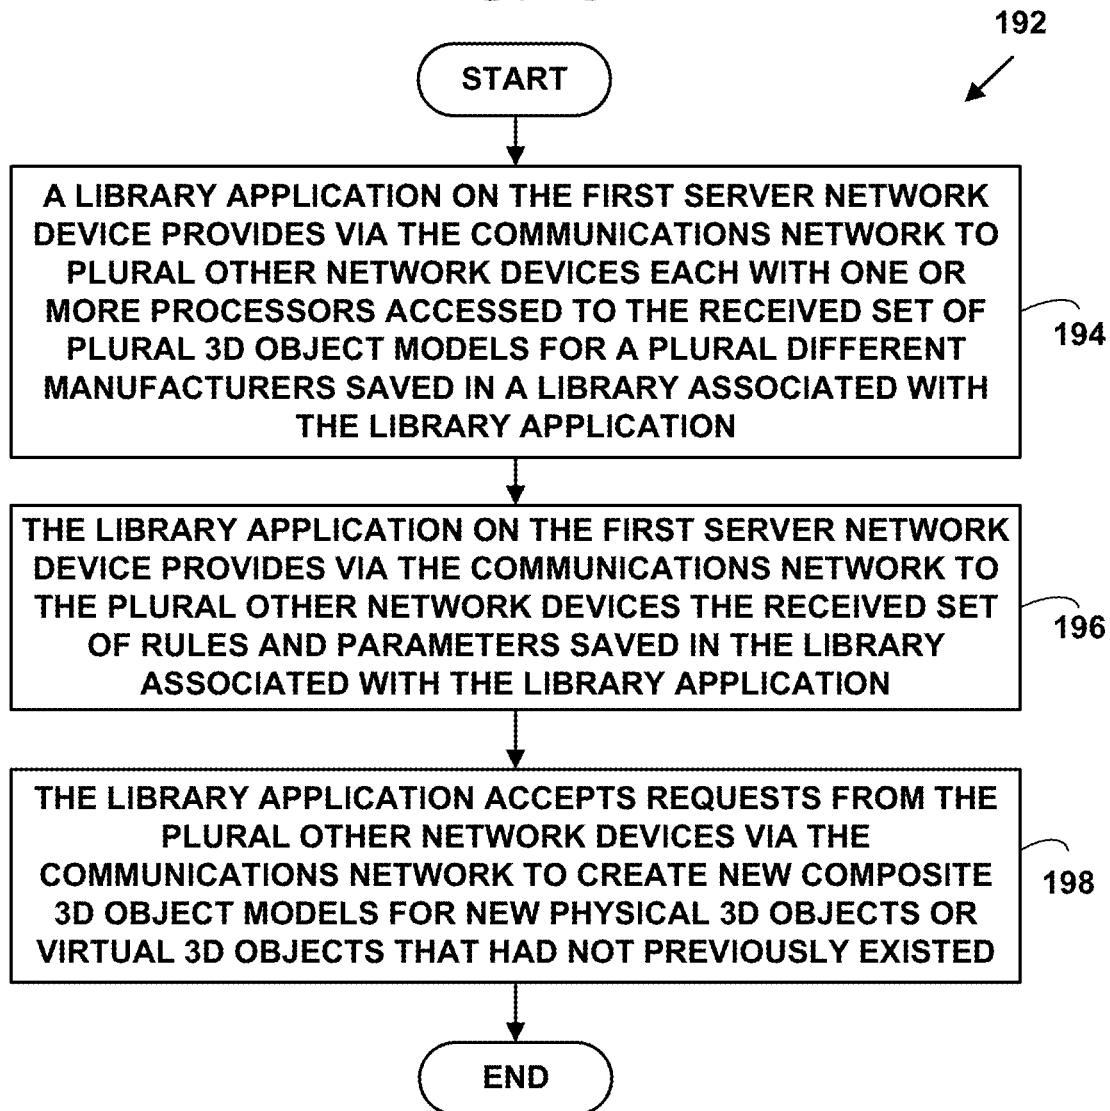 192
START
A LIBRARY APPLICATION ON THE FIRST SERVER NETWORK
DEVICE PROVIDES VIA THE COMMUNICATIONS NETWORK TO
PLURAL OTHER NETWORK DEVICES EACH WITH ONE OR
MORE PROCESSORS ACCESSED TO THE RECEIVED SET OF
PLURAL 3D OBJECT MODELS FOR A PLURAL DIFFERENT
MANUFACTURERS SAVED IN A LIBRARY ASSOCIATED WITH
THE LIBRARY APPLICATION
194
THE LIBRARY APPLICATION ON THE FIRST SERVER NETWORK
DEVICE PROVIDES VIA THE COMMUNICATIONS NETWORK TO
THE PLURAL OTHER NETWORK DEVICES THE RECEIVED SET
OF RULES AND PARAMETERS SAVED IN THE LIBRARY
ASSOCIATED WITH THE LIBRARY APPLICATION
196
THE LIBRARY APPLICATION ACCEPTS REQUESTS FROM THE
PLURAL OTHER NETWORK DEVICES VIA THE
COMMUNICATIONS NETWORK TO CREATE NEW COMPOSITE
3D OBJECT MODELS FOR NEW PHYSICAL 3D OBJECTS OR
VIRTUAL 3D OBJECTS THAT HAD NOT PREVIOUSLY EXISTED
198
END